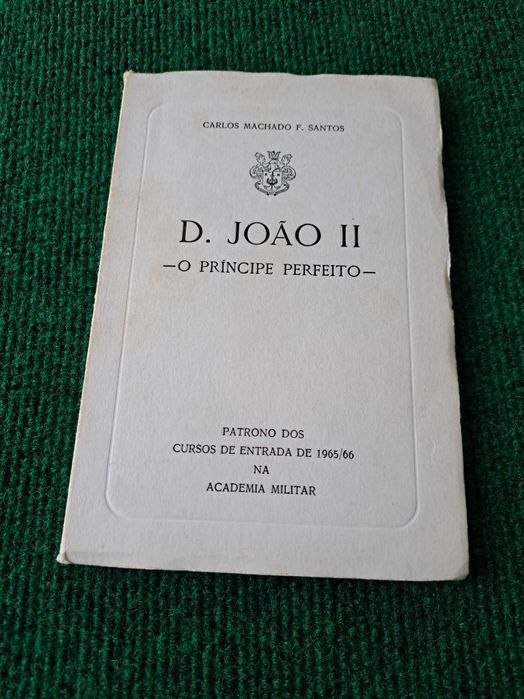 CARLOS MACHADO F. SANTOS
D. JOÃO II
—O PRÍNCIPE PERFEITO—
PATRONO DOS
CURSOS DE ENTRADA DE 1965/66
NA
ACADEMIA MILITAR